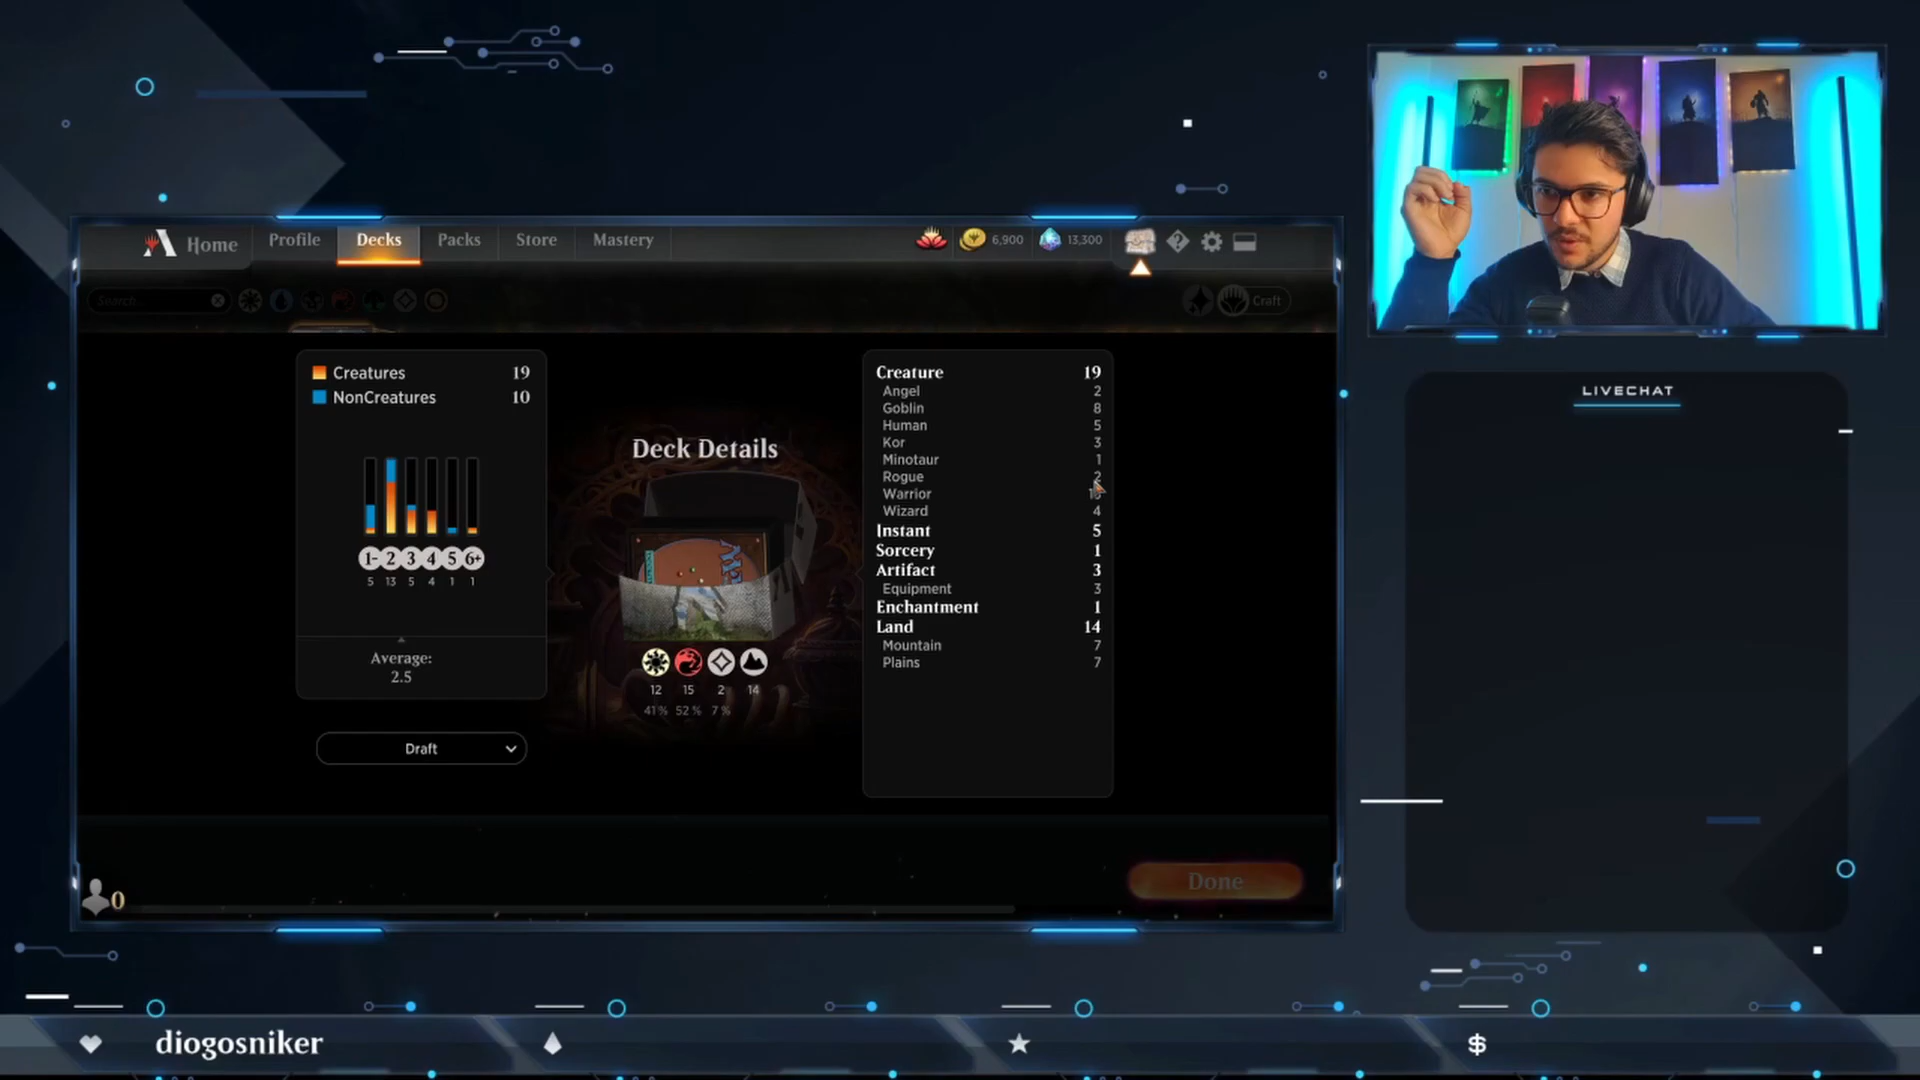 Home
Profile
Decks
Packs
Store
Mastery
6,900
13,300
Search...
Craft
Creatures 19
NonCreatures 10
1- 2 3 4 5 6+
5 13 5 4 1 1
Average:
2.5
Draft
Deck Details
12 15 2 14
41% 52% 7%
Creature 19
Angel 2
Goblin 8
Human 5
Kor 3
Minotaur 1
Rogue 2
Warrior
Wizard 4
Instant 5
Sorcery 1
Artifact 3
Equipment 3
Enchantment 1
Land 14
Mountain 7
Plains 7
Done
0
LIVECHAT
diogosniker